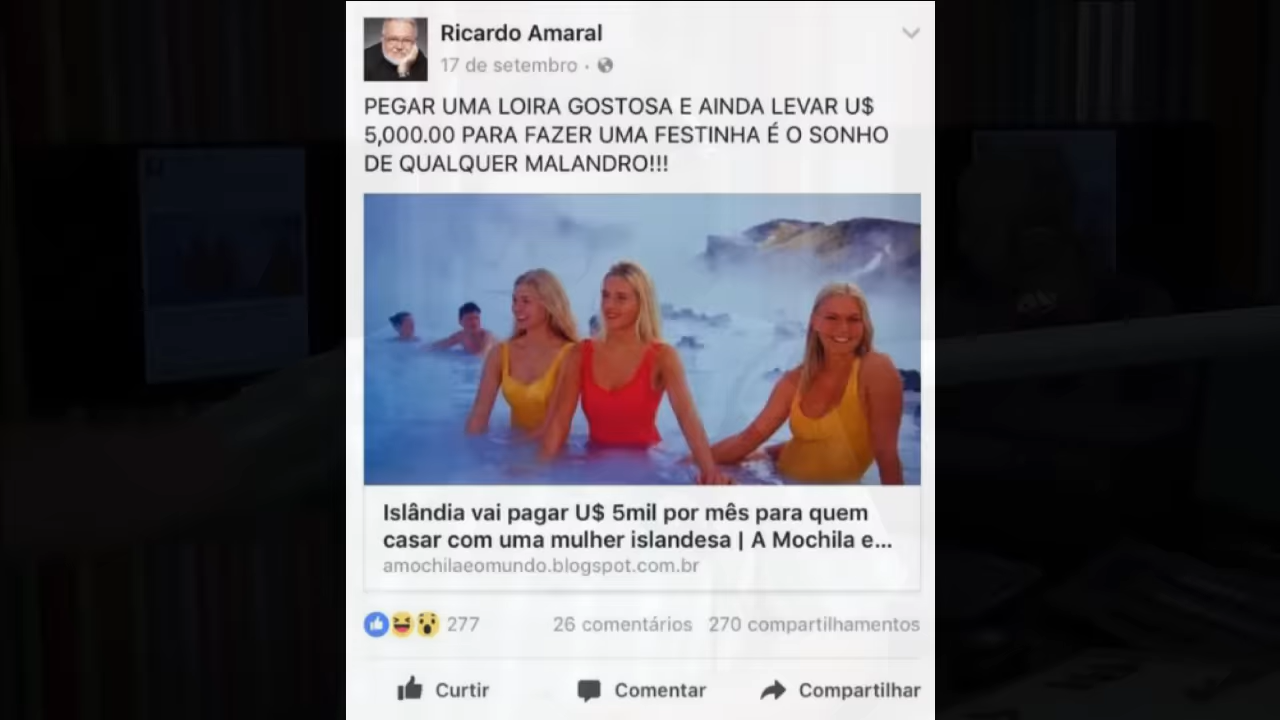 Ricardo Amaral
17 de setembro ·
PEGAR UMA LOIRA GOSTOSA E AINDA LEVAR U$
5,000.00 PARA FAZER UMA FESTINHA É O SONHO
DE QUALQUER MALANDRO!!!
Islândia vai pagar U$ 5mil por mês para quem
casar com uma mulher islandesa | A Mochila e...
amochilaeomundo.blogspot.com.br
277 26 comentários 270 compartilhamentos
Curtir Comentar Compartilhar